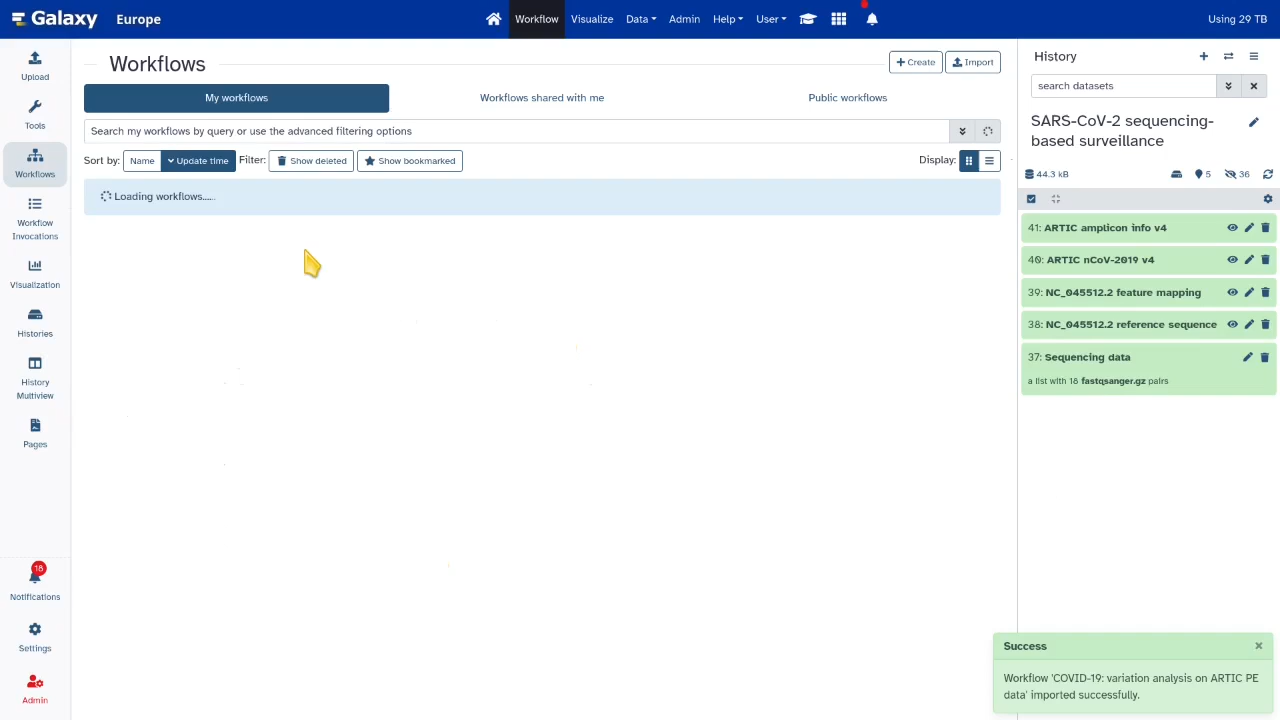 Galaxy Europe
Workflow Visualize Data Admin Help User
Using 29 TB
Upload
Tools
Workflows
Workflow
Invocations
Visualization
Histories
History
Multiview
Pages
18
Notifications
Settings
Admin
Workflows
Create Import
My workflows Workflows shared with me Public workflows
Search my workflows by query or use the advanced filtering options
Sort by: Name Update time Filter: Show deleted Show bookmarked Display:
Loading workflows......
History
search datasets
SARS-CoV-2 sequencing-
based surveillance
44.3 kB 5 36
41: ARTIC amplicon info v4
40: ARTIC nCoV-2019 v4
39: NC_045512.2 feature mapping
38: NC_045512.2 reference sequence
37: Sequencing data
a list with 18 fastqsanger.gz pairs
Success
Workflow 'COVID-19: variation analysis on ARTIC PE
data' imported successfully.